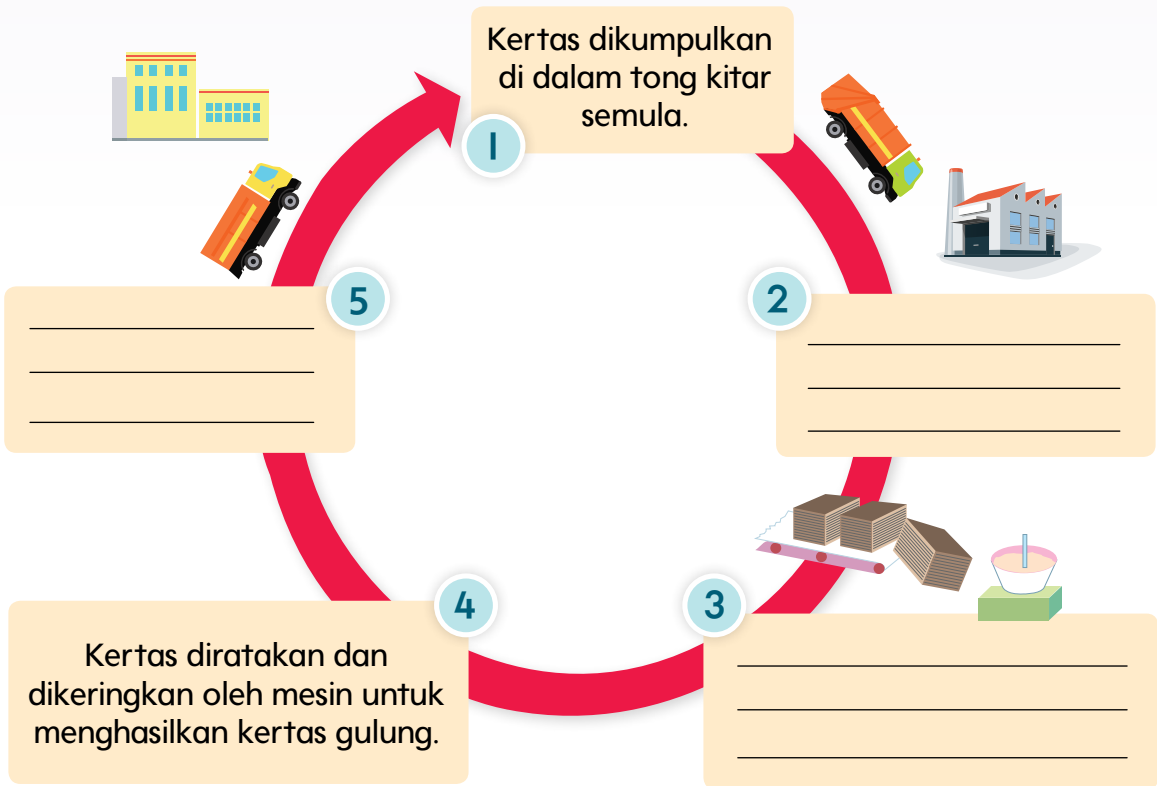 Kertas dikumpulkan
di dalam tong kitar
semula.
1
2
3
4
Kertas diratakan dan
dikeringkan oleh mesin untuk
menghasilkan kertas gulung.
5